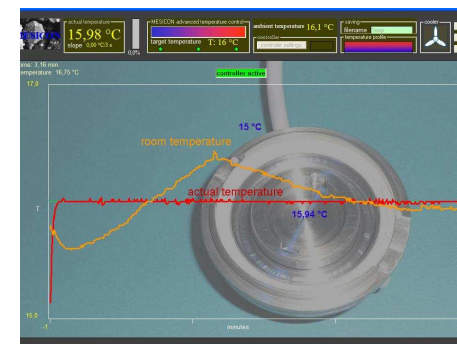 MESICON
actual temperature
15,98 °C
slope 0,00 °C/3 s
0,0%
MESICON advanced temperature control
target temperature T: 16 °C
ambient temperature 16,1 °C
controller
controller settings
saving
filename
temperature profile
cooler
time: 3,16 min
temperature: 16,75 °C
controller active
17,0
15 °C
room temperature
actual temperature
15,94 °C
T
15,0
-1
minutes